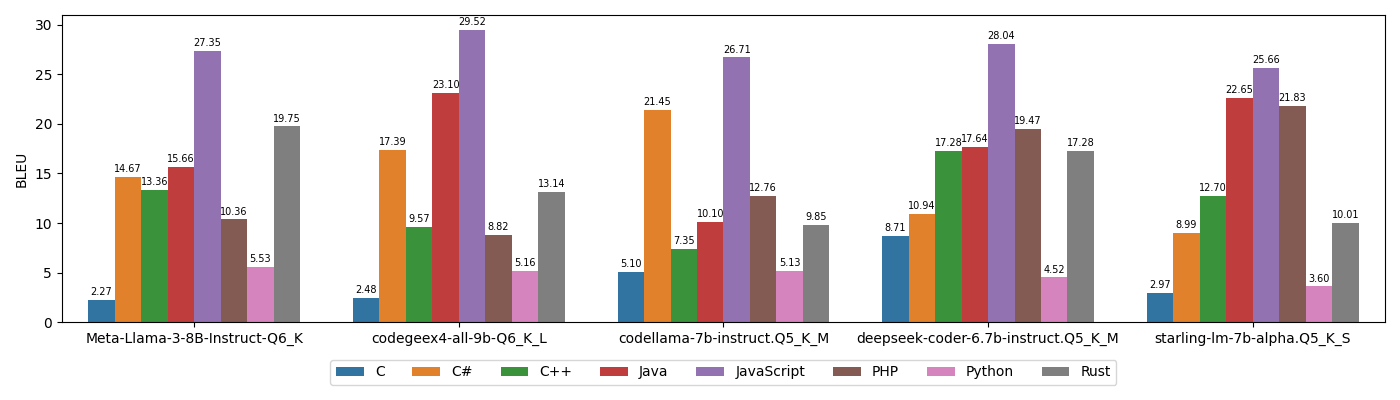 30
25
20
15
10
5
0
BLEU
2.27 14.67 13.36 15.66 27.35 10.36 5.53 19.75
2.48 17.39 9.57 23.10 29.52 8.82 5.16 13.14
5.10 21.45 7.35 10.10 26.71 12.76 5.13 9.85
8.71 10.94 17.28 17.64 28.04 19.47 4.52 17.28
2.97 8.99 12.70 22.65 25.66 21.83 3.60 10.01
Meta-Llama-3-8B-Instruct-Q6_K codegeex4-all-9b-Q6_K_L codellama-7b-instruct.Q5_K_M deepseek-coder-6.7b-instruct.Q5_K_M starling-lm-7b-alpha.Q5_K_S
C C# C++ Java JavaScript PHP Python Rust